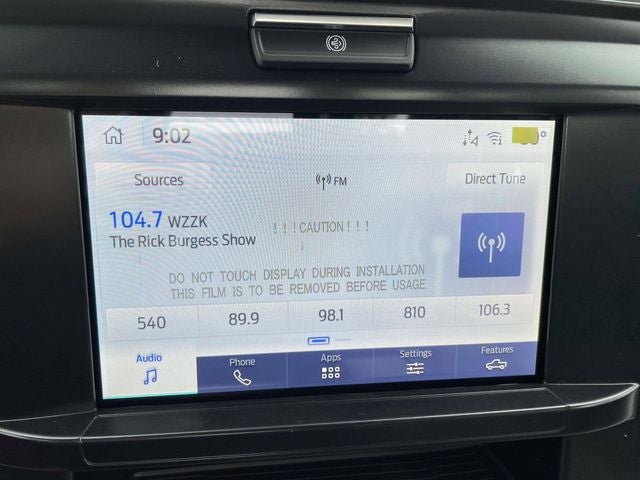 9:02
Sources
FM
Direct Tune
104.7 WZZK
The Rick Burgess Show
!!!CAUTION!!!
DO NOT TOUCH DISPLAY DURING INSTALLATION
THIS FILM IS TO BE REMOVED BEFORE USAGE
540 89.9 98.1 810 106.3
Audio Phone Apps Settings Features